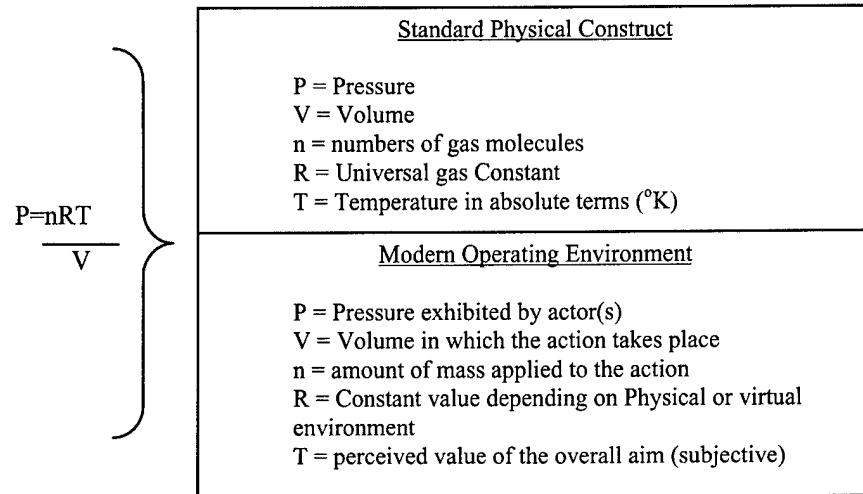 P=nRT
V
Standard Physical Construct
P = Pressure
V = Volume
n = numbers of gas molecules
R = Universal gas Constant
T = Temperature in absolute terms (°K)
Modern Operating Environment
P = Pressure exhibited by actor(s)
V = Volume in which the action takes place
n = amount of mass applied to the action
R = Constant value depending on Physical or virtual
environment
T = perceived value of the overall aim (subjective)